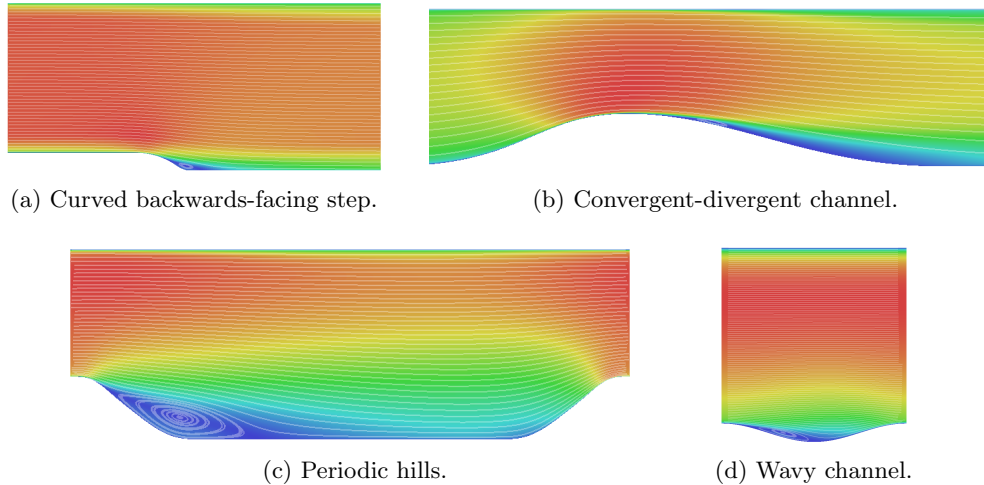 (a) Curved backwards-facing step.
(b) Convergent-divergent channel.
(c) Periodic hills.
(d) Wavy channel.